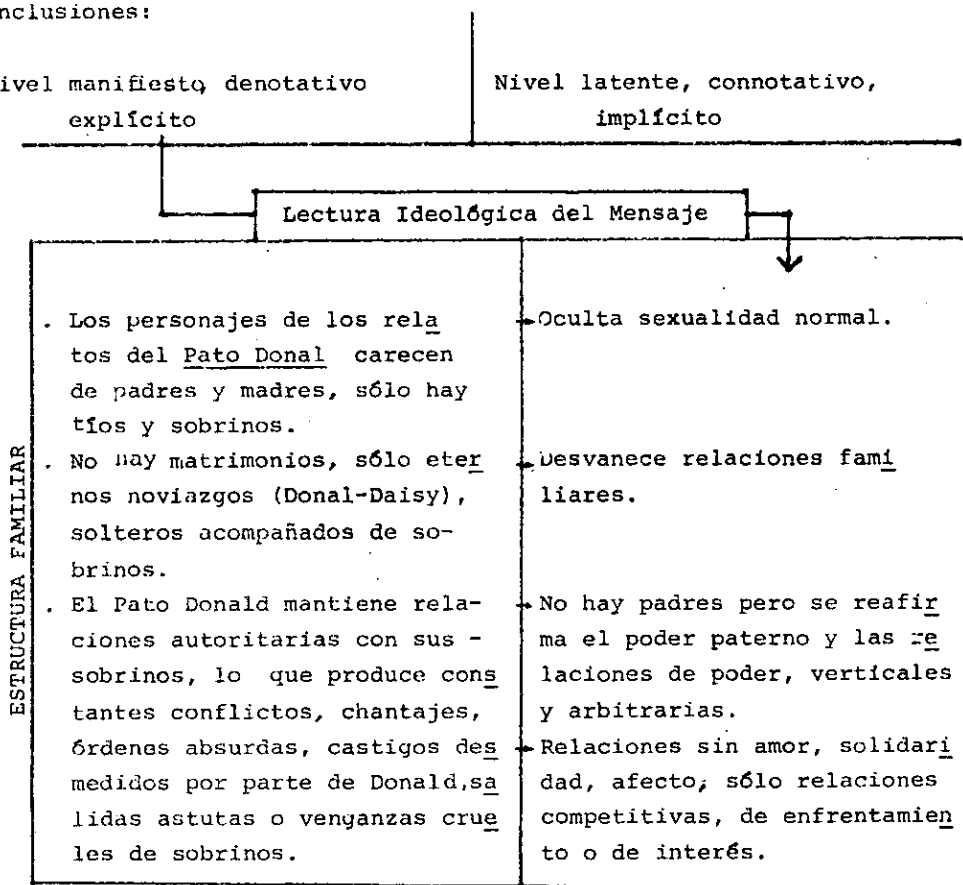 nclusiones:
ivel manifiesto, denotativo
explícito
Nivel latente, connotativo,
implícito
Lectura Ideológica del Mensaje
ESTRUCTURA FAMILIAR
. Los personajes de los rela
tos del Pato Donal carecen
de padres y madres, sólo hay
tíos y sobrinos.
. No hay matrimonios, sólo eter
nos noviazgos (Donal-Daisy),
solteros acompañados de so-
brinos.
. El Pato Donald mantiene rela-
ciones autoritarias con sus -
sobrinos, lo que produce cons
tantes conflictos, chantajes,
órdenes absurdas, castigos des
medidos por parte de Donald, sa
lidas astutas o venganzas crue
les de sobrinos.
Oculta sexualidad normal.
Desvanece relaciones fami
liares.
No hay padres pero se reafir
ma el poder paterno y las re
laciones de poder, verticales
y arbitrarias.
Relaciones sin amor, solidari
dad, afecto, sólo relaciones
competitivas, de enfrentamien
to o de interés.